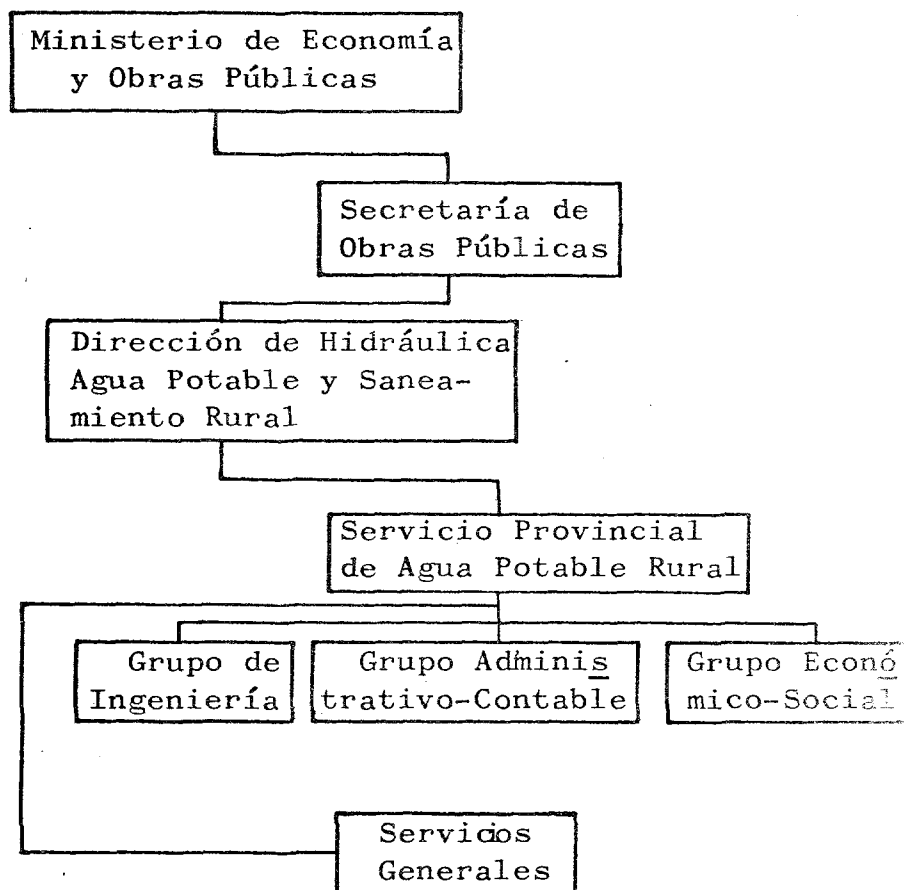 Ministerio de Economía
y Obras Públicas
Secretaría de
Obras Públicas
Dirección de Hidráulica
Agua Potable y Sanea-
miento Rural
Servicio Provincial
de Agua Potable Rural
Grupo de
Ingeniería
Grupo Adminis
trativo-Contable
Grupo Econó
mico-Social
Servicios
Generales